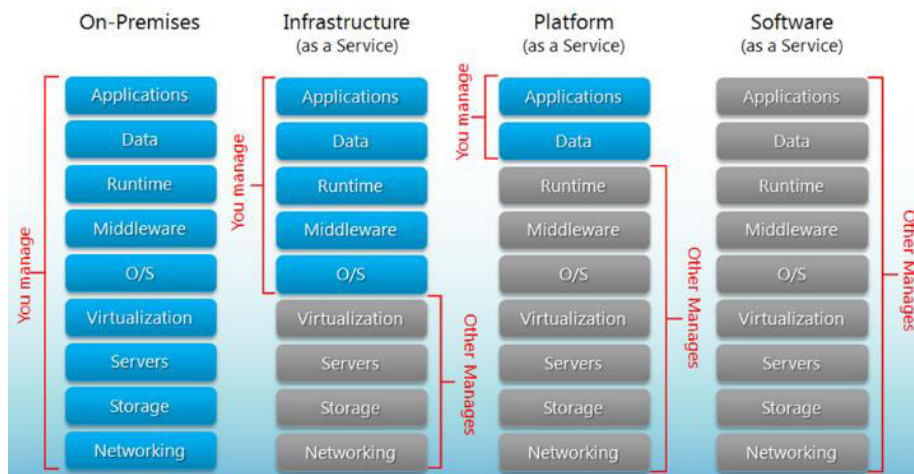 On-Premises
You manage
Applications
Data
Runtime
Middleware
O/S
Virtualization
Servers
Storage
Networking
Infrastructure
(as a Service)
You manage
Applications
Data
Runtime
Middleware
O/S
Virtualization
Servers
Storage
Networking
Other Manages
Platform
(as a Service)
You manage
Applications
Data
Runtime
Middleware
O/S
Virtualization
Servers
Storage
Networking
Other Manages
Software
(as a Service)
Applications
Data
Runtime
Middleware
O/S
Virtualization
Servers
Storage
Networking
Other Manages